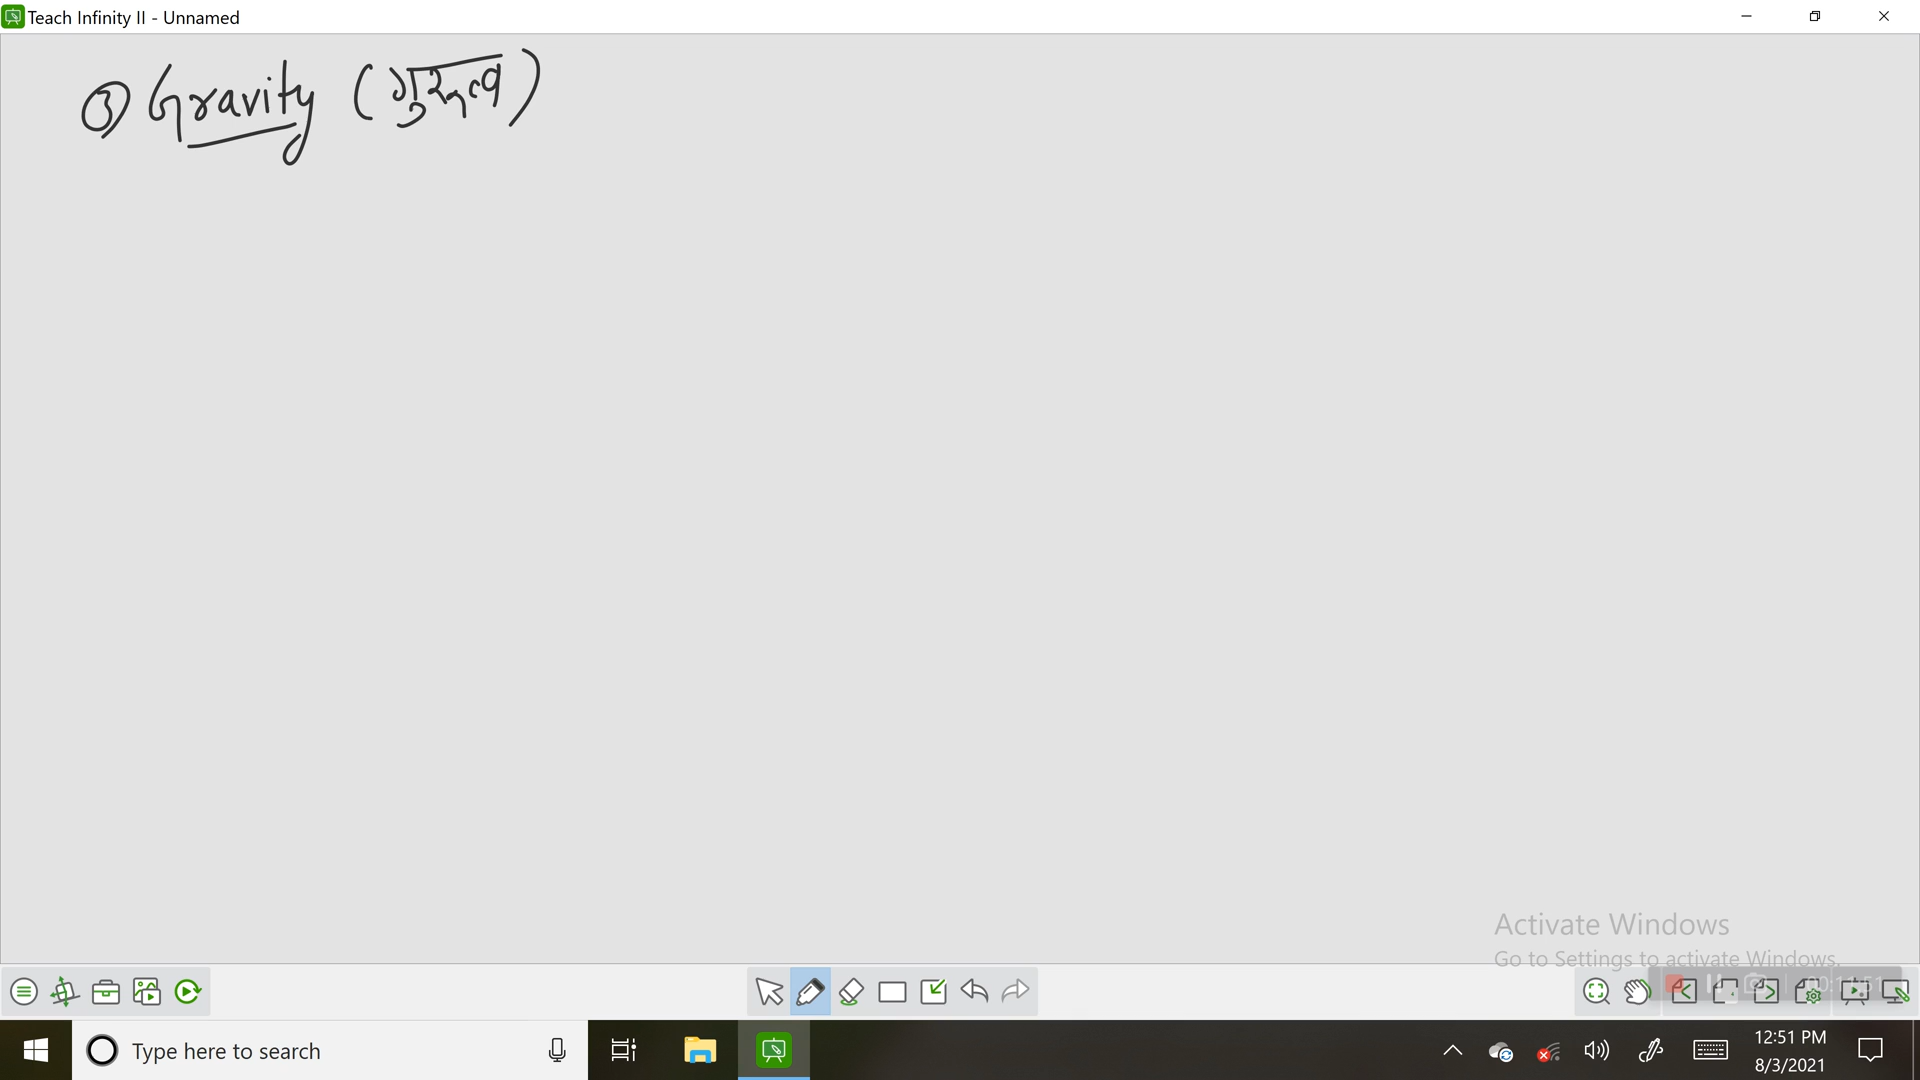 Teach Infinity II - Unnamed
③ Gravity (गुरुत्व)
Activate Windows
Go to Settings to activate Windows.
Type here to search
12:51 PM
8/3/2021